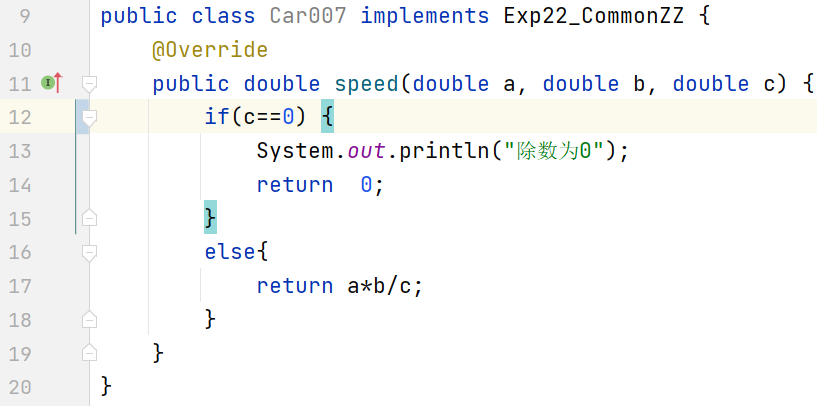 9 public class Car007 implements Exp22_CommonZZ {
10 @Override
11 I public double speed(double a, double b, double c) {
12 if(c==0) {
13 System.out.println("除数为0");
14 return  0;
15 }
16 else{
17 return a*b/c;
18 }
19 }
20 }